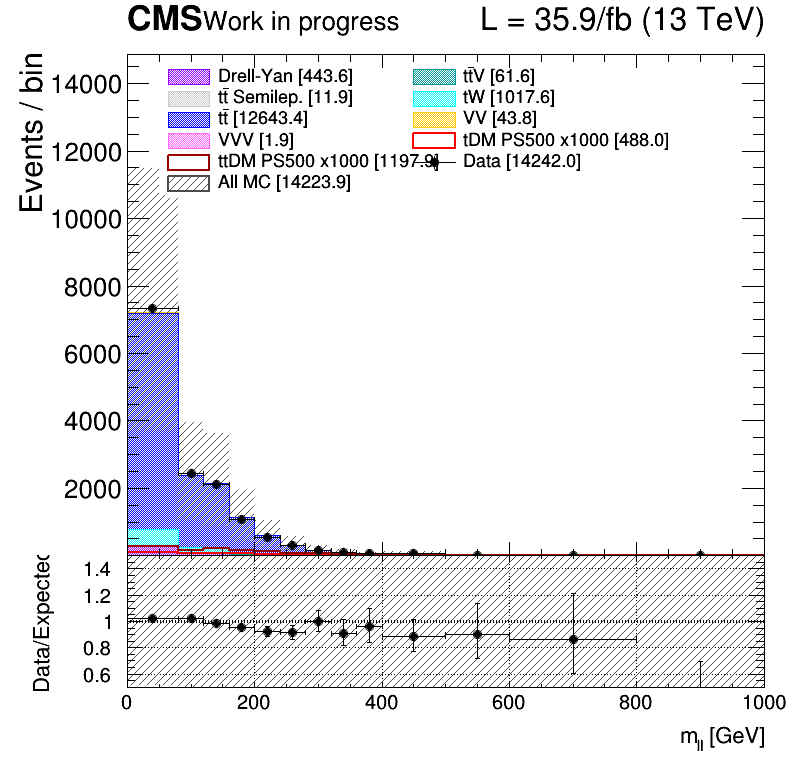 CMS Work in progress L = 35.9/fb (13 TeV)
Events / bin
14000
12000
10000
8000
6000
4000
2000
Drell-Yan [443.6]
tt̄V [61.6]
tt̄ Semilep. [11.9]
tW [1017.6]
tt̄ [12643.4]
VV [43.8]
VVV [1.9]
tDM PS500 x1000 [488.0]
ttDM PS500 x1000 [1197.9]
Data [14242.0]
All MC [14223.9]
Data/Expected
1.4
1.2
1
0.8
0.6
0 200 400 600 800 1000
m_ll [GeV]